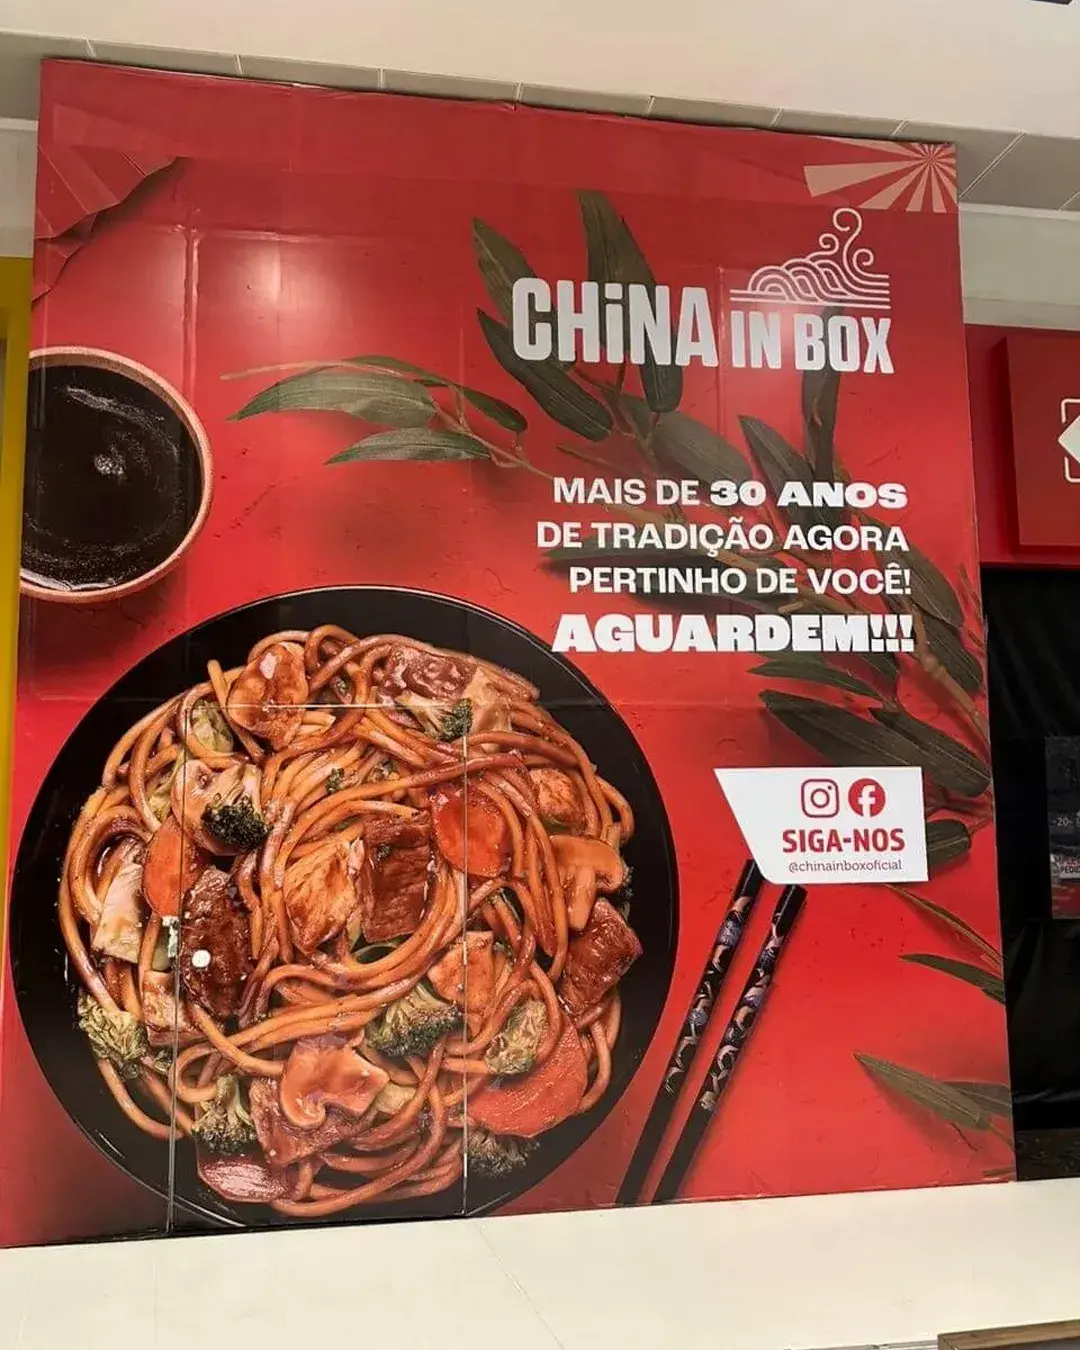 CHiNA IN BOX
MAIS DE 30 ANOS
DE TRADIÇÃO AGORA
PERTINHO DE VOCÊ!
AGUARDEM!!!
SIGA-NOS
@chinainboxoficial